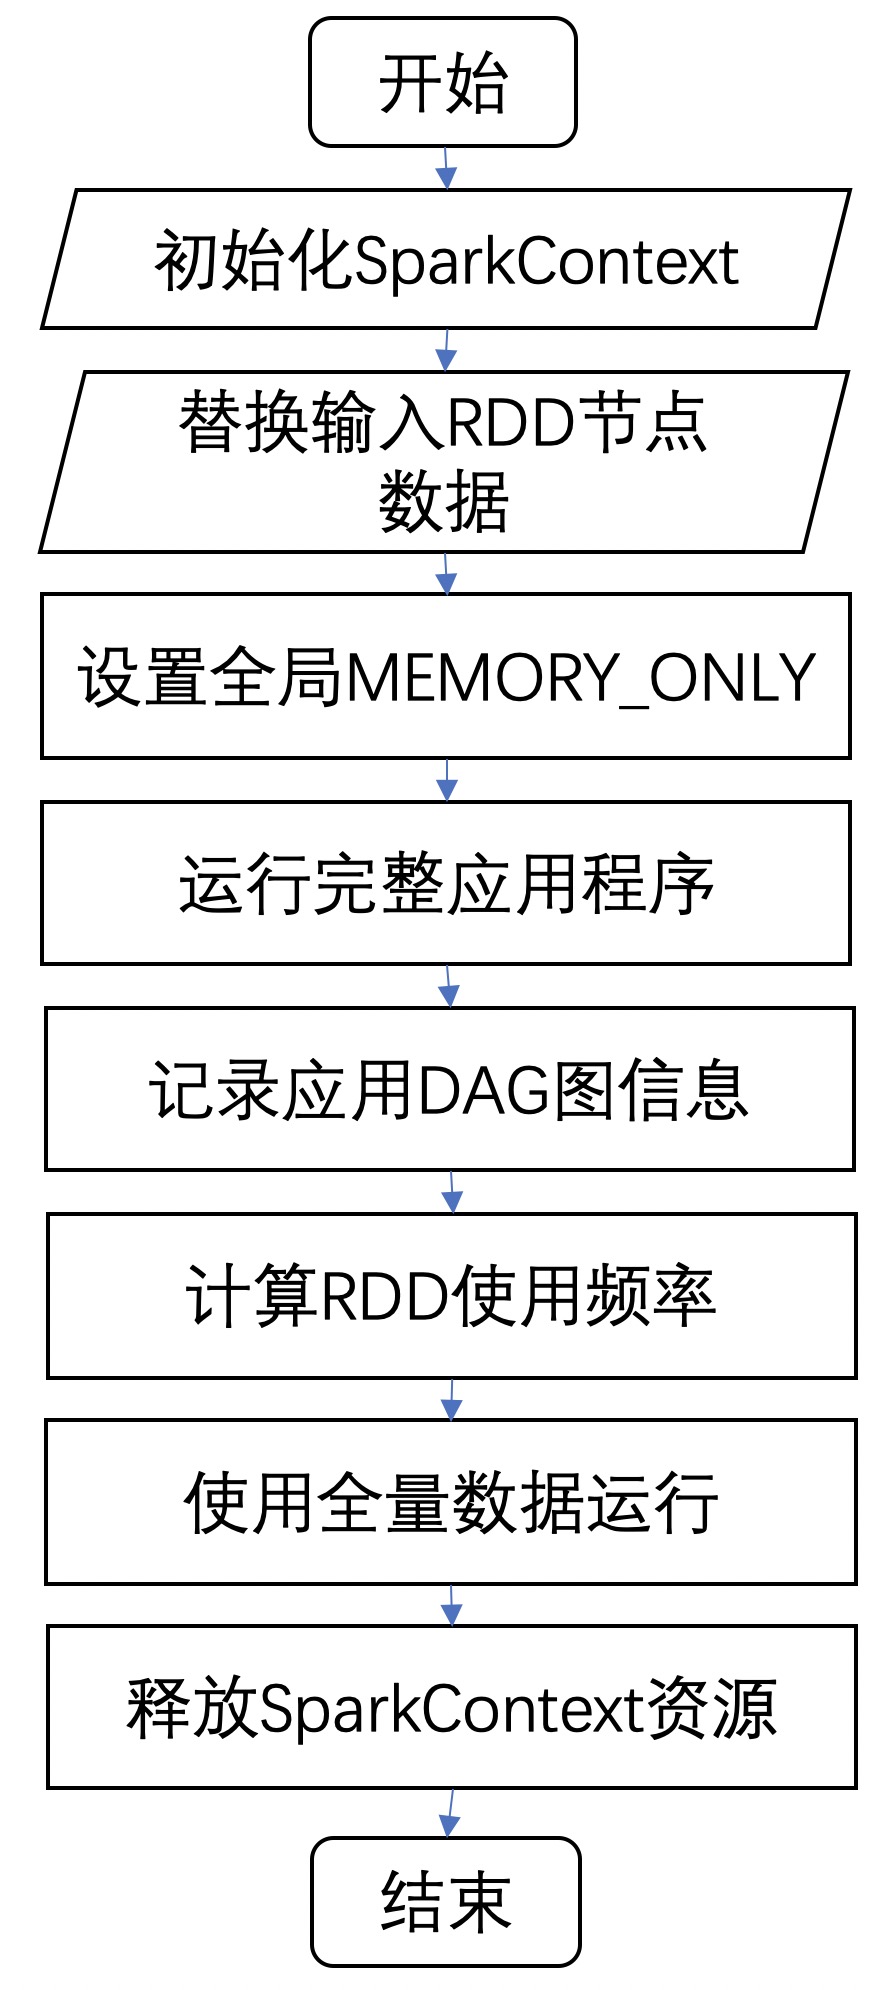 开始
初始化SparkContext
替换输入RDD节点
数据
设置全局MEMORY_ONLY
运行完整应用程序
记录应用DAG图信息
计算RDD使用频率
使用全量数据运行
释放SparkContext资源
结束